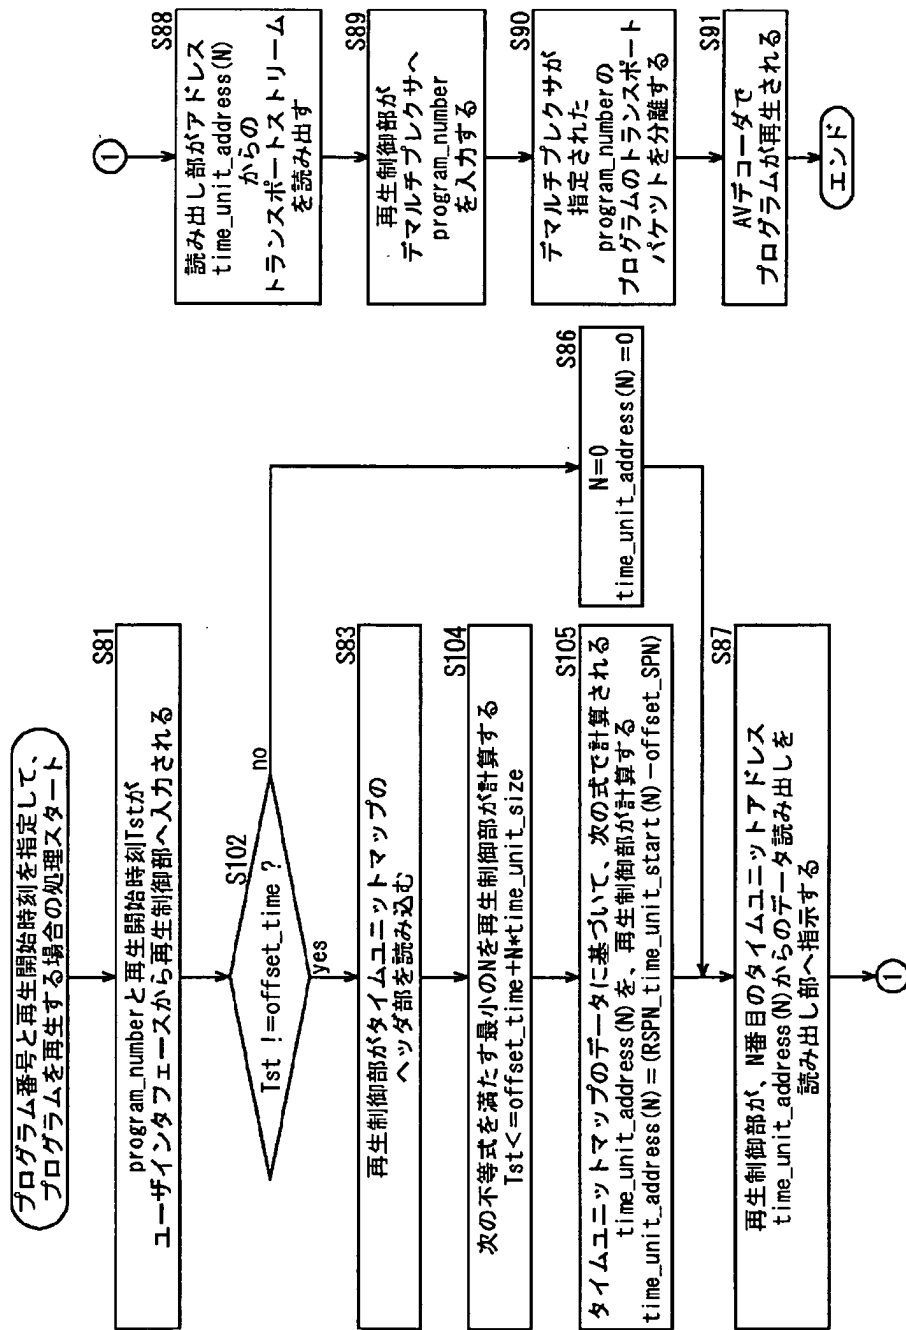 プログラム番号と再生開始時刻を指定して、
プログラムを再生する場合の処理スタート
S81
program_numberと再生開始時刻Tstが
ユーザインタフェースから再生制御部へ入力される
S102
Tst !=offset_time ?
no
yes
S83
再生制御部がタイムユニットマップの
ヘッダ部を読み込む
S104
次の不等式を満たす最小のNを再生制御部が計算する
Tst<=offset_time+N*time_unit_size
S105
タイムユニットマップのデータに基づいて、次の式で計算される
time_unit_address(N)を、再生制御部が計算する
time_unit_address(N)=(RSPN_time_unit_start(N)-offset_SPN)
S86
N=0
time_unit_address(N)=0
S87
再生制御部が、N番目のタイムユニットアドレス
time_unit_address(N)からのデータ読み出しを
読み出し部へ指示する
1
1
S88
読み出し部がアドレス
time_unit_address(N)
からの
トランスポートストリーム
を読み出す
S89
再生制御部が
デマルチプレクサへ
program_number
を入力する
S90
デマルチプレクサが
指定された
program_numberの
プログラムのトランスポート
パケットを分離する
S91
AVデコーダで
プログラムが再生される
エンド